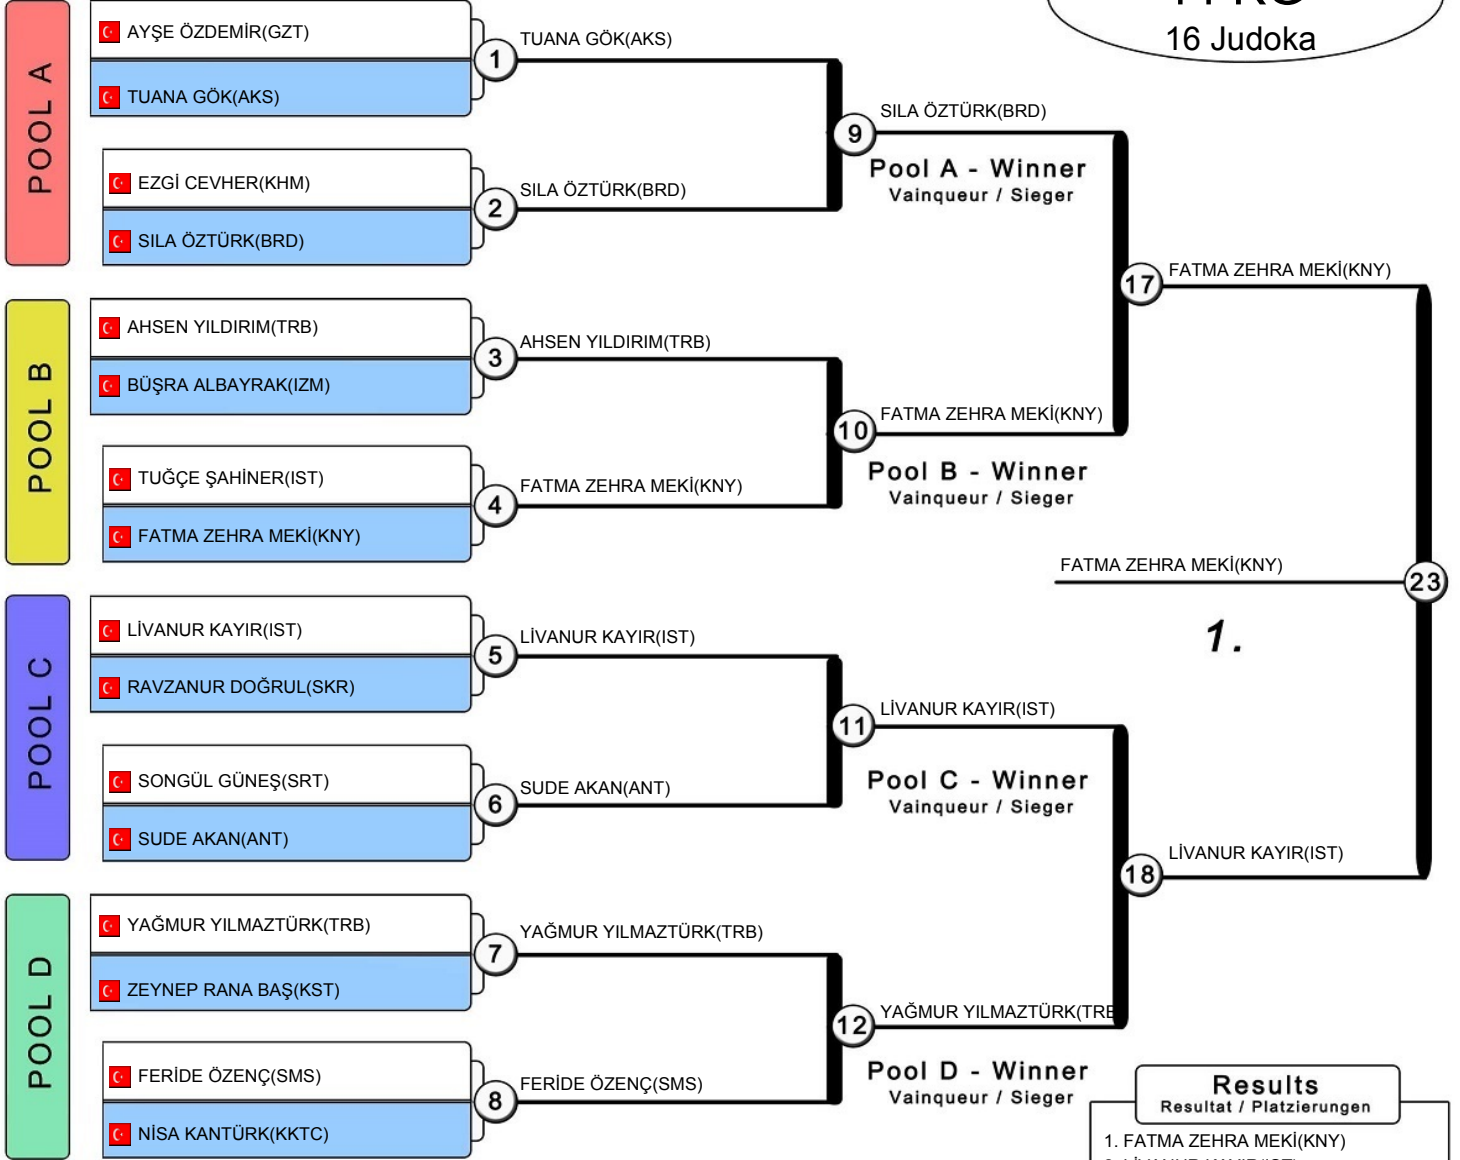 16 Judoka
POOL A
AYŞE ÖZDEMİR(GZT)
TUANA GÖK(AKS)
1
TUANA GÖK(AKS)
EZGİ CEVHER(KHM)
SILA ÖZTÜRK(BRD)
2
SILA ÖZTÜRK(BRD)
9
SILA ÖZTÜRK(BRD)
Pool A - Winner
Vainqueur / Sieger
POOL B
AHSEN YILDIRIM(TRB)
BÜŞRA ALBAYRAK(IZM)
3
AHSEN YILDIRIM(TRB)
TUĞÇE ŞAHİNER(IST)
FATMA ZEHRA MEKİ(KNY)
4
FATMA ZEHRA MEKİ(KNY)
10
FATMA ZEHRA MEKİ(KNY)
Pool B - Winner
Vainqueur / Sieger
17
FATMA ZEHRA MEKİ(KNY)
FATMA ZEHRA MEKİ(KNY)
23
1.
POOL C
LİVANUR KAYIR(IST)
RAVZANUR DOĞRUL(SKR)
5
LİVANUR KAYIR(IST)
SONGÜL GÜNEŞ(SRT)
SUDE AKAN(ANT)
6
SUDE AKAN(ANT)
11
LİVANUR KAYIR(IST)
Pool C - Winner
Vainqueur / Sieger
18
LİVANUR KAYIR(IST)
POOL D
YAĞMUR YILMAZTÜRK(TRB)
ZEYNEP RANA BAŞ(KST)
7
YAĞMUR YILMAZTÜRK(TRB)
FERİDE ÖZENÇ(SMS)
NİSA KANTÜRK(KKTC)
8
FERİDE ÖZENÇ(SMS)
12
YAĞMUR YILMAZTÜRK(TRB
Pool D - Winner
Vainqueur / Sieger
Results
Resultat / Platzierungen
1. FATMA ZEHRA MEKİ(KNY)